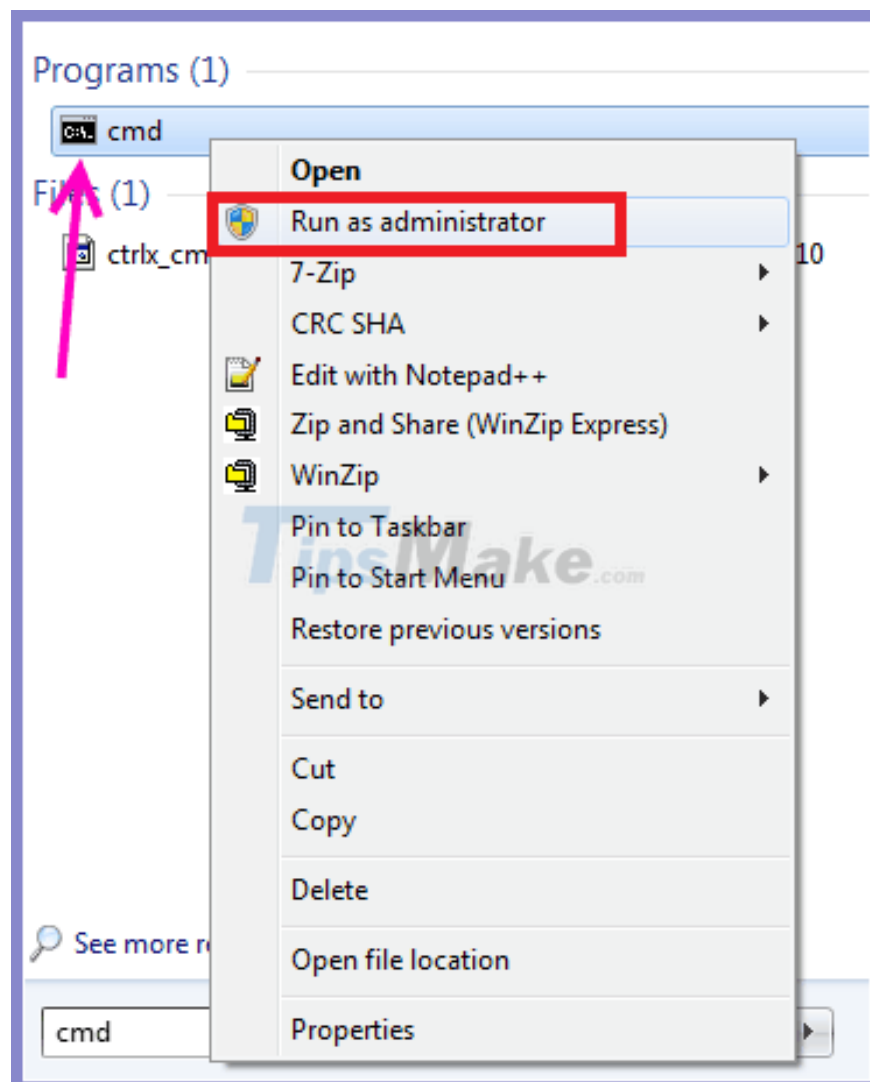 Programs (1)
cmd
Open
Files (1)
Run as administrator
ctrlx_cm
10
7-Zip
CRC SHA
Edit with Notepad++
Zip and Share (WinZip Express)
WinZip
Pin to Taskbar
TipsMake.com
Pin to Start Menu
Restore previous versions
Send to
Cut
Copy
Delete
See more
Open file location
cmd
Properties